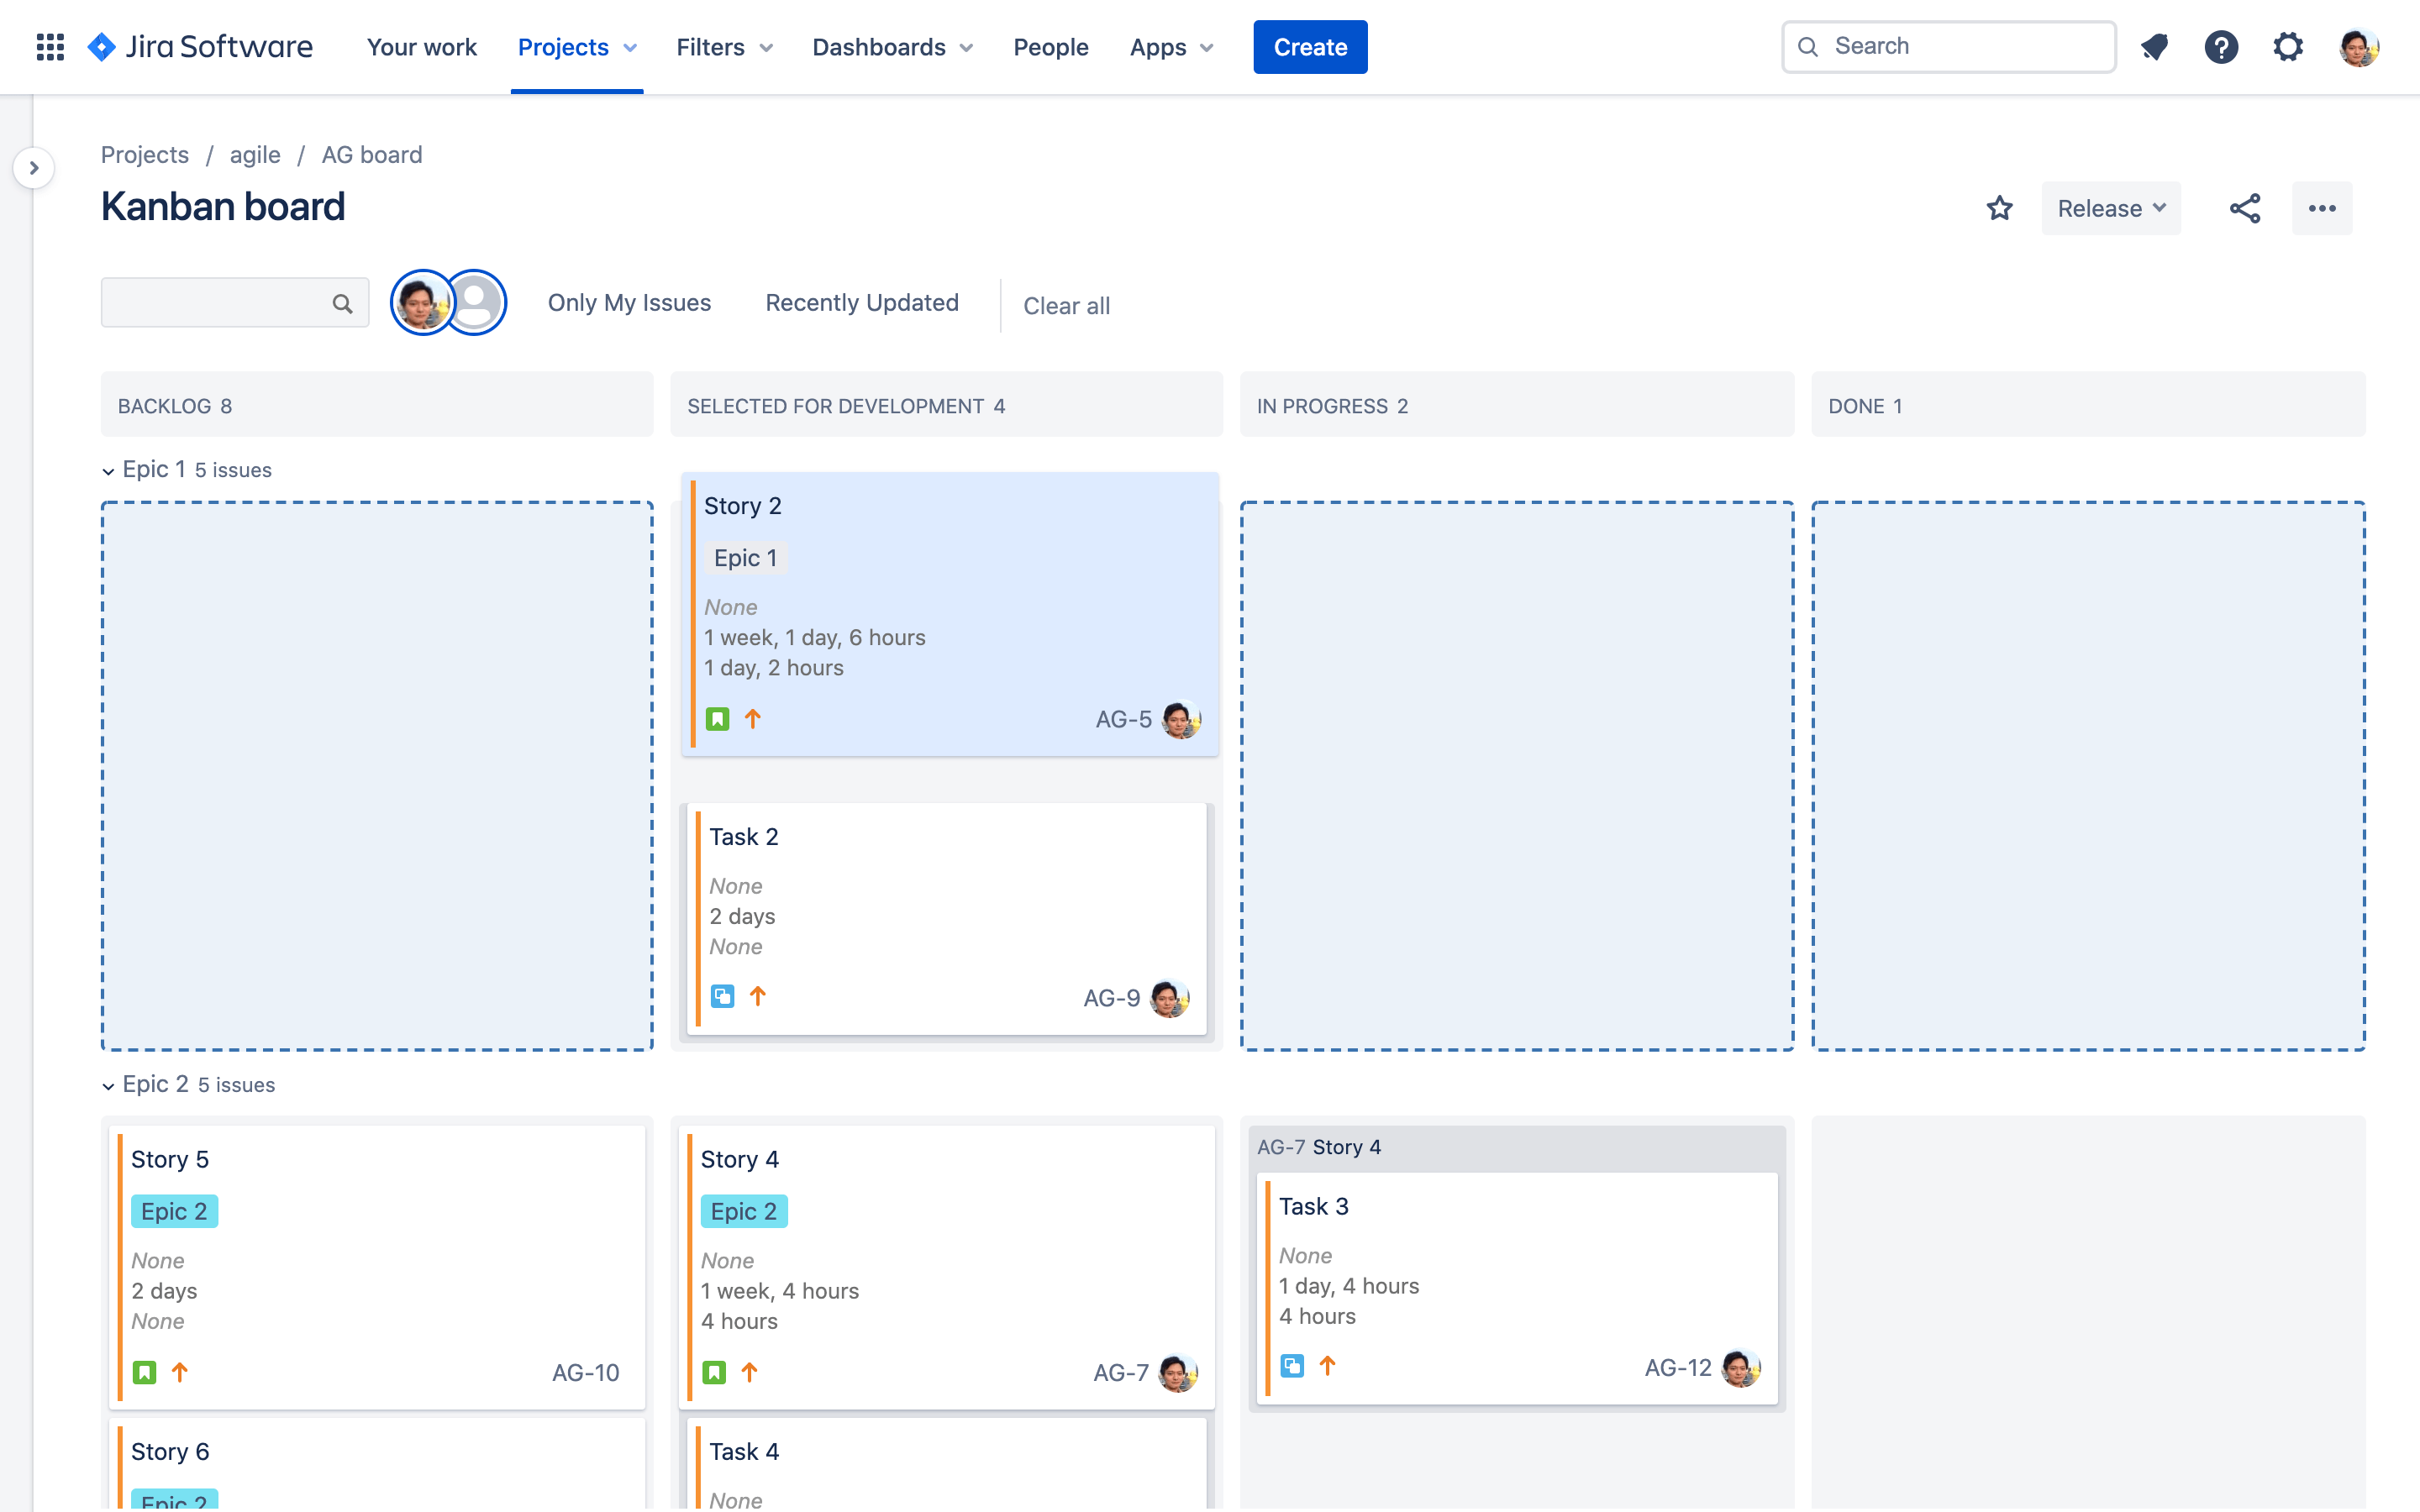 Jira Software Your work Projects Filters Dashboards People Apps Create Search
Projects / agile / AG board
Kanban board
Release
Only My Issues Recently Updated Clear all
BACKLOG 8 SELECTED FOR DEVELOPMENT 4 IN PROGRESS 2 DONE 1
Epic 1 5 issues
Story 2
Epic 1
None
1 week, 1 day, 6 hours
1 day, 2 hours
AG-5
Task 2
None
2 days
None
AG-9
Epic 2 5 issues
Story 5
Epic 2
None
2 days
None
AG-10
Story 6
Epic 2
Story 4
Epic 2
None
1 week, 4 hours
4 hours
AG-7
Task 4
None
AG-7 Story 4
Task 3
None
1 day, 4 hours
4 hours
AG-12